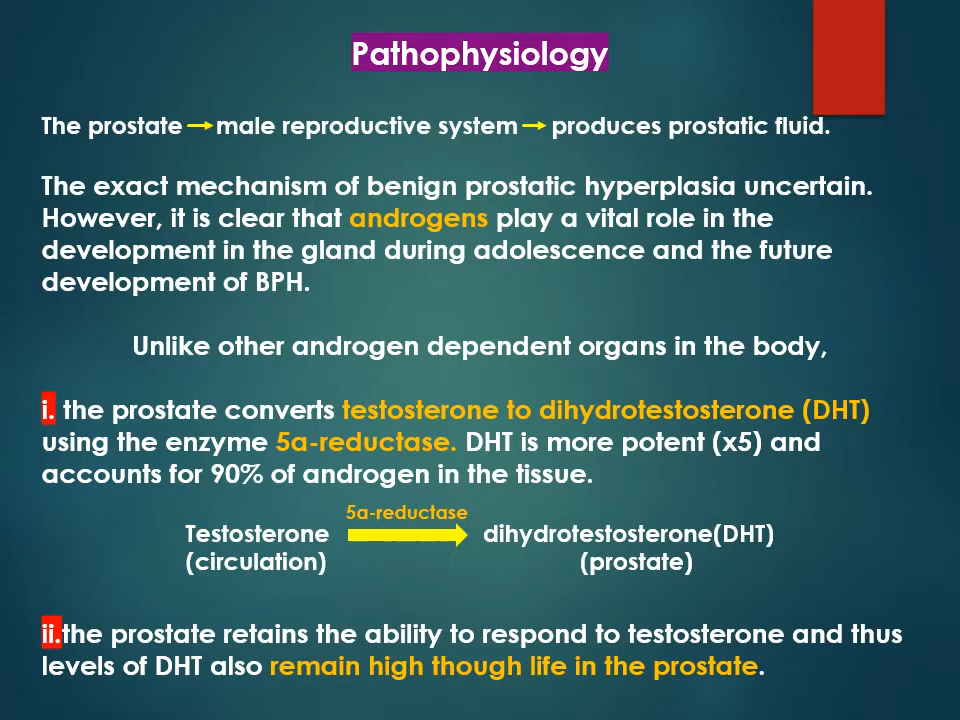 Pathophysiology
The prostate → male reproductive system → produces prostatic fluid.
The exact mechanism of benign prostatic hyperplasia uncertain.
However, it is clear that androgens play a vital role in the
development in the gland during adolescence and the future
development of BPH.
Unlike other androgen dependent organs in the body,
i. the prostate converts testosterone to dihydrotestosterone (DHT)
using the enzyme 5a-reductase. DHT is more potent (x5) and
accounts for 90% of androgen in the tissue.
5a-reductase
Testosterone dihydrotestosterone(DHT)
(circulation) (prostate)
ii.the prostate retains the ability to respond to testosterone and thus
levels of DHT also remain high though life in the prostate.